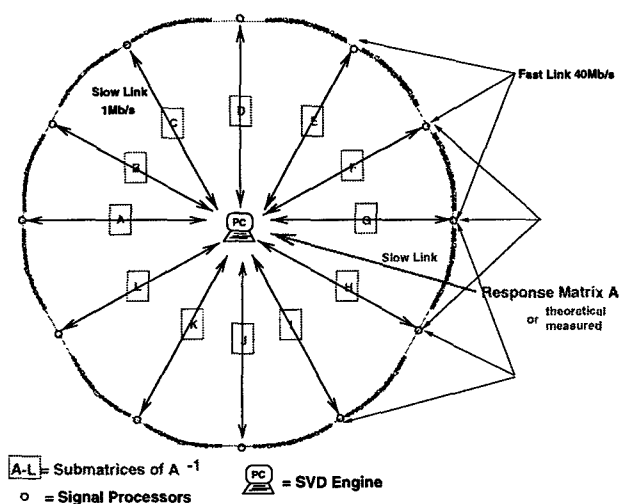 Fast Link 40Mb/s
Slow Link
1Mb/s
C
D
E
B
F
A
PC
G
Slow Link
L
H
Response Matrix A
or theoretical
measured
K
J
I
A-L = Submatrices of A -1
PC = SVD Engine
o = Signal Processors